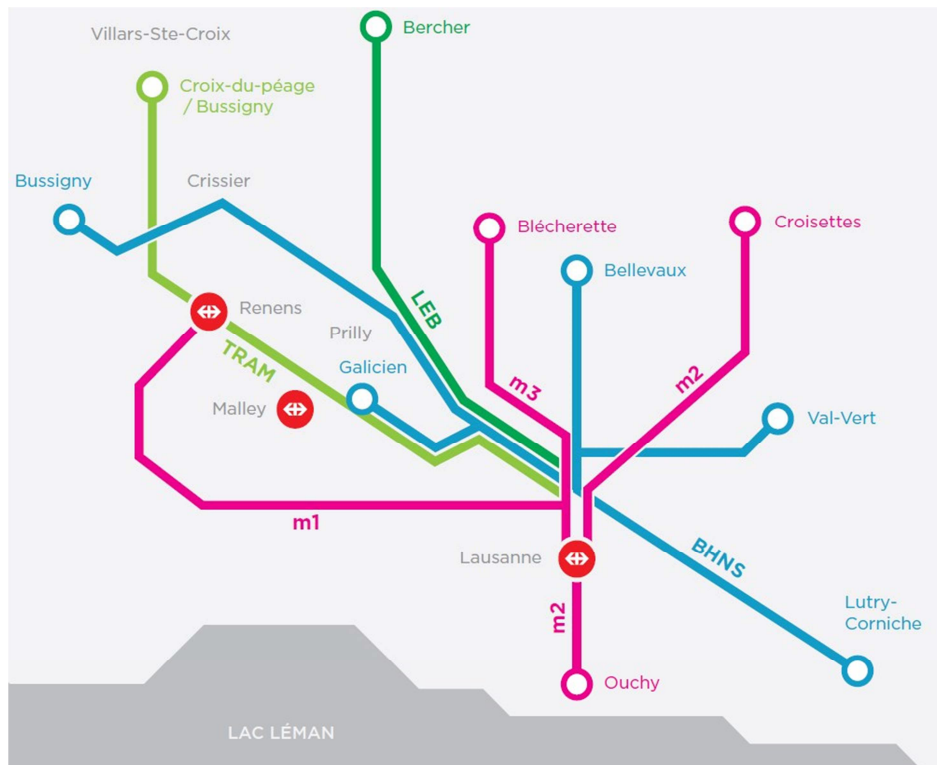 Villars-Ste-Croix
Bercher
Croix-du-péage
/ Bussigny
Bussigny
Crissier
Blécherette
Croisettes
Bellevaux
LEB
Renens
Prilly
TRAM
Galicien
m3
m2
Malley
Val-Vert
m1
Lausanne
BHNS
m2
Lutry-
Corniche
Ouchy
LAC LÉMAN